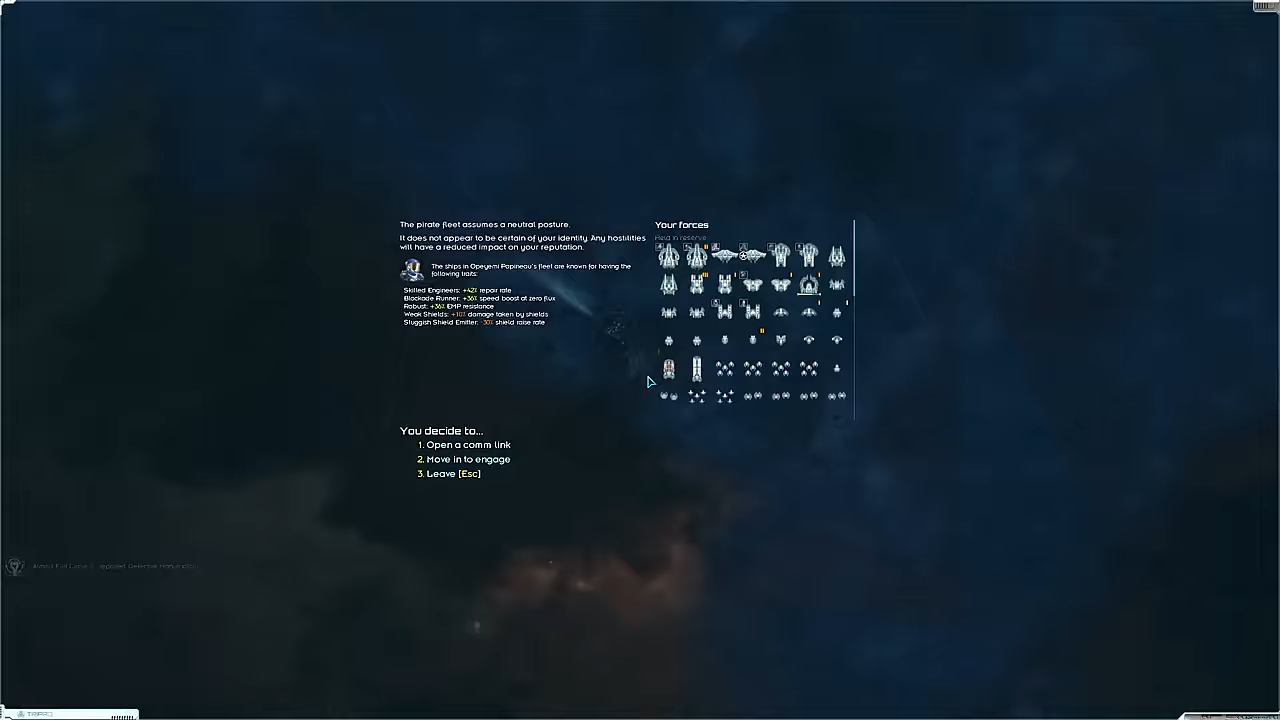 The pirate fleet assumes a neutral posture.
It does not appear to be certain of your identity. Any hostilities
will have a reduced impact on your reputation.
The ships in Opeyemi Papineau's fleet are known for having the
following traits:
Skilled Engineers: +42% repair rate
Blockade Runner: +36% speed boost at zero flux
Robust: +36% EMP resistance
Weak Shields: +10% damage taken by shields
Sluggish Shield Emitter: -30% shield raise rate
Your forces
Held in reserve
You decide to...
1. Open a comm link
2. Move in to engage
3. Leave [Esc]